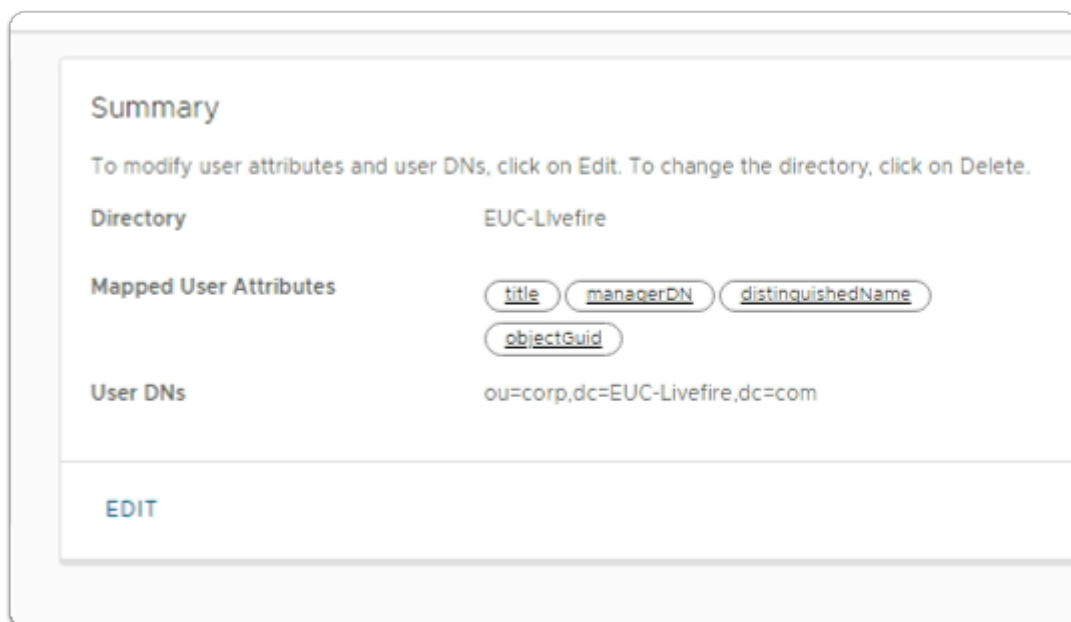 Summary
To modify user attributes and user DNs, click on Edit. To change the directory, click on Delete.
Directory EUC-LIvefire
Mapped User Attributes title managerDN distinguishedName
objectGuid
User DNs ou=corp,dc=EUC-Livefire,dc=com
EDIT